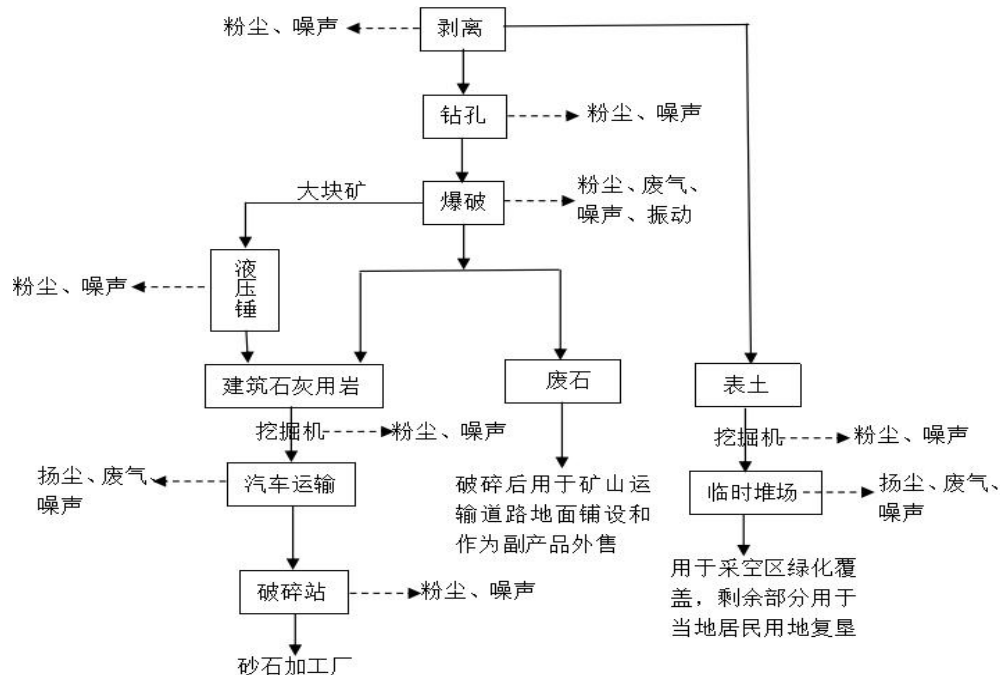 粉尘、噪声
剥离
钻孔
粉尘、噪声
大块矿
爆破
粉尘、废气、
噪声、振动
粉尘、噪声
液
压
锤
建筑石灰用岩
废石
表土
挖掘机
粉尘、噪声
挖掘机
粉尘、噪声
扬尘、废气、
噪声
汽车运输
破碎后用于矿山运
输道路地面铺设和
作为副产品外售
临时堆场
扬尘、废气、
噪声
用于采空区绿化覆
盖，剩余部分用于
当地居民用地复垦
破碎站
粉尘、噪声
砂石加工厂